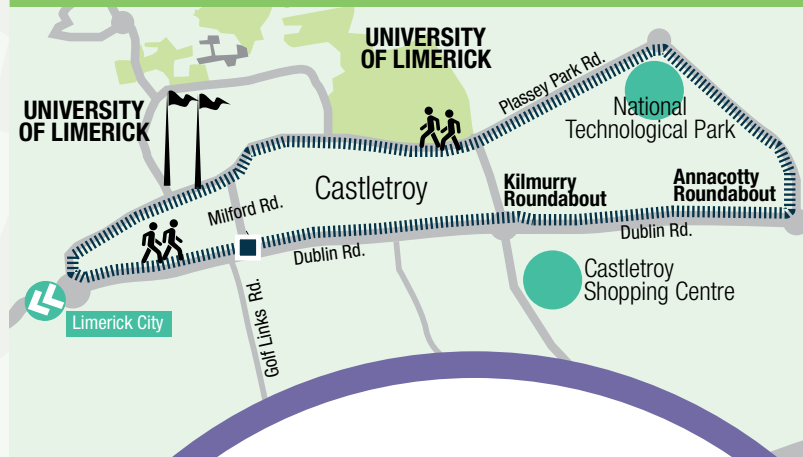 UNIVERSITY
OF LIMERICK
Plassey Park Rd.
National
Technological Park
UNIVERSITY
OF LIMERICK
Castletroy
Kilmurry
Roundabout
Annacotty
Roundabout
Milford Rd.
Dublin Rd.
Dublin Rd.
Castletroy
Shopping Centre
Limerick City
Golf Links Rd.